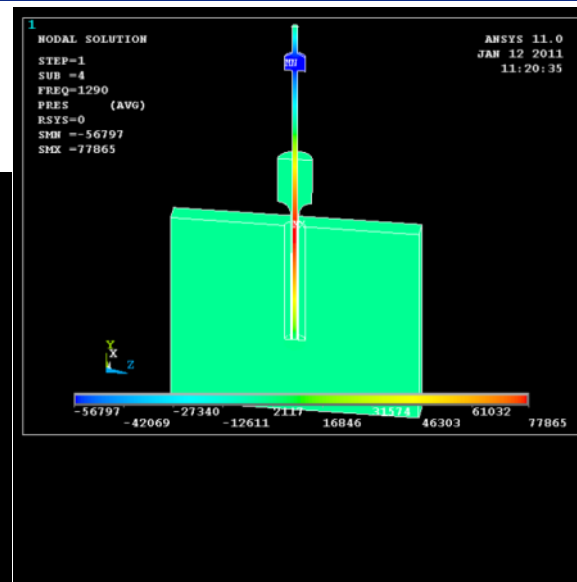 1
NODAL SOLUTION
STEP=1
SUB =4
FREQ=1290
PRES     (AVG)
RSYS=0
SMN =-56797
SMX =77865
ANSYS 11.0
JAN 12 2011
11:20:35
MN
Y
X
Z
-56797 -27340 2117 31574 61032
-42069 -12611 16846 46303 77865